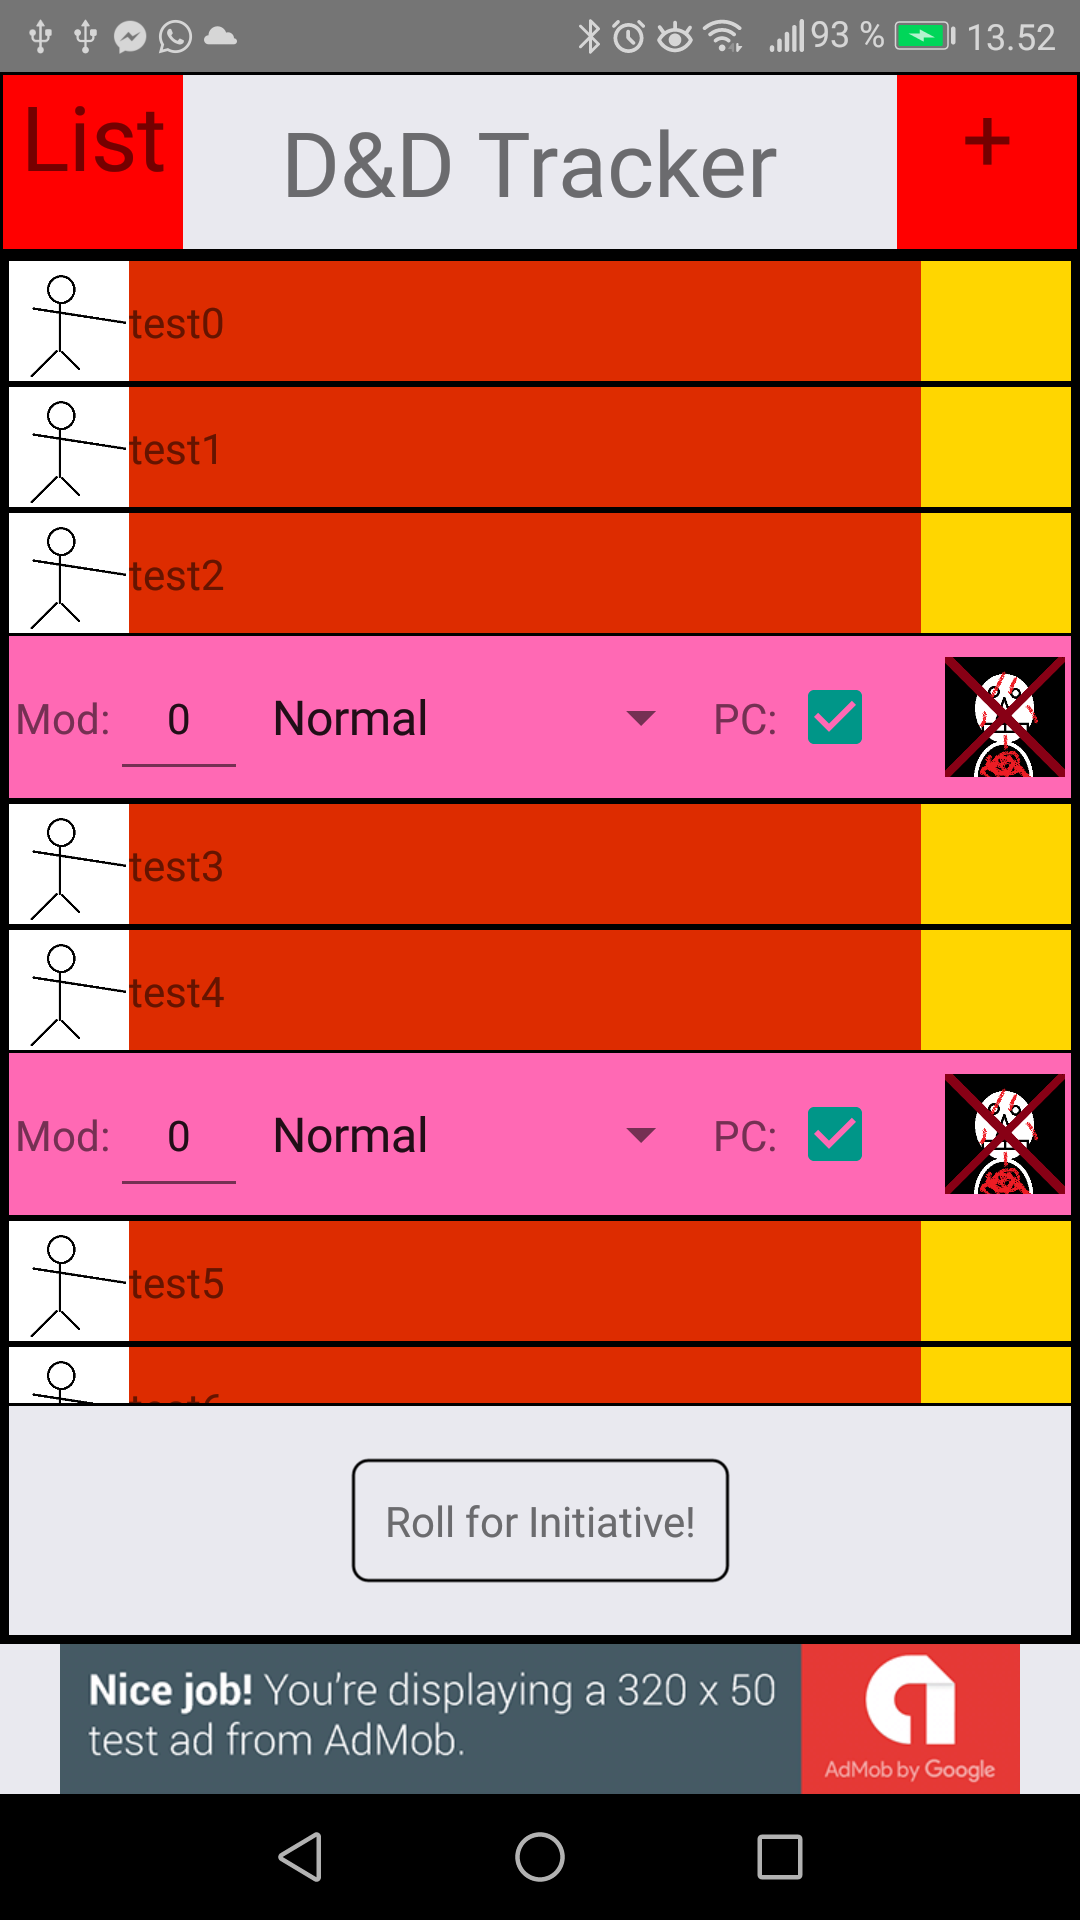 93 % 13.52
List D&D Tracker +
test0
test1
test2
Mod: 0 Normal PC:
test3
test4
Mod: 0 Normal PC:
test5
test6
Roll for Initiative!
Nice job! You're displaying a 320 x 50
test ad from AdMob.
AdMob by Google